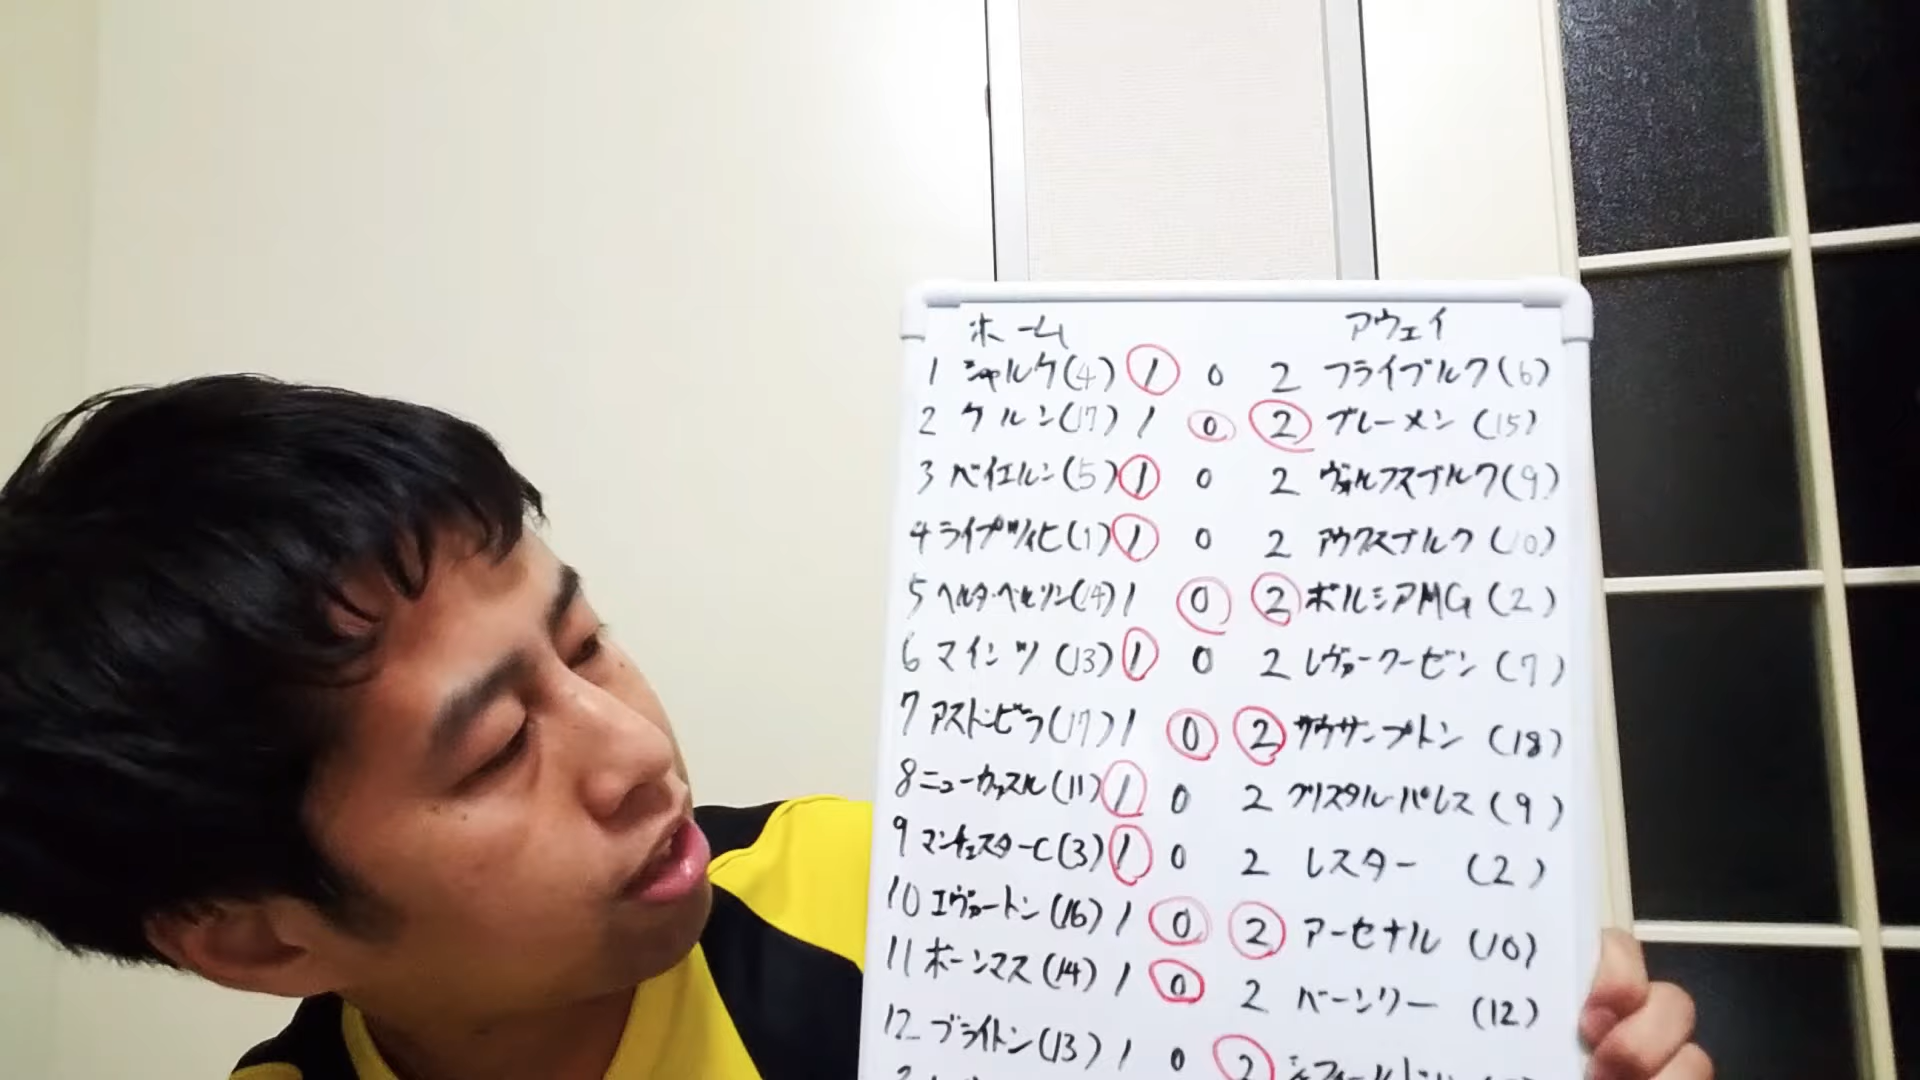 ホーム アウェイ
1 シャルケ(4) 1 0 2 フライブルク(6)
2 ケルン(17) 1 0 2 ブレーメン(15)
3 バイエルン(5) 1 0 2 ヴォルフスブルク(9)
4 ライプツィヒ(1) 1 0 2 アウクスブルク(10)
5 ヘルタ・ベルリン(14) 1 0 2 ボルシアMG(2)
6 マインツ(13) 1 0 2 レヴァークーゼン(7)
7 アストンビラ(17) 1 0 2 サウサンプトン(18)
8 ニューカッスル(11) 1 0 2 クリスタル・パレス(9)
9 マンチェスターC(3) 1 0 2 レスター (2)
10 エヴァートン(16) 1 0 2 アーセナル (10)
11 ボーンマス(14) 1 0 2 バーンリー (12)
12 ブライトン(13) 1 0 2